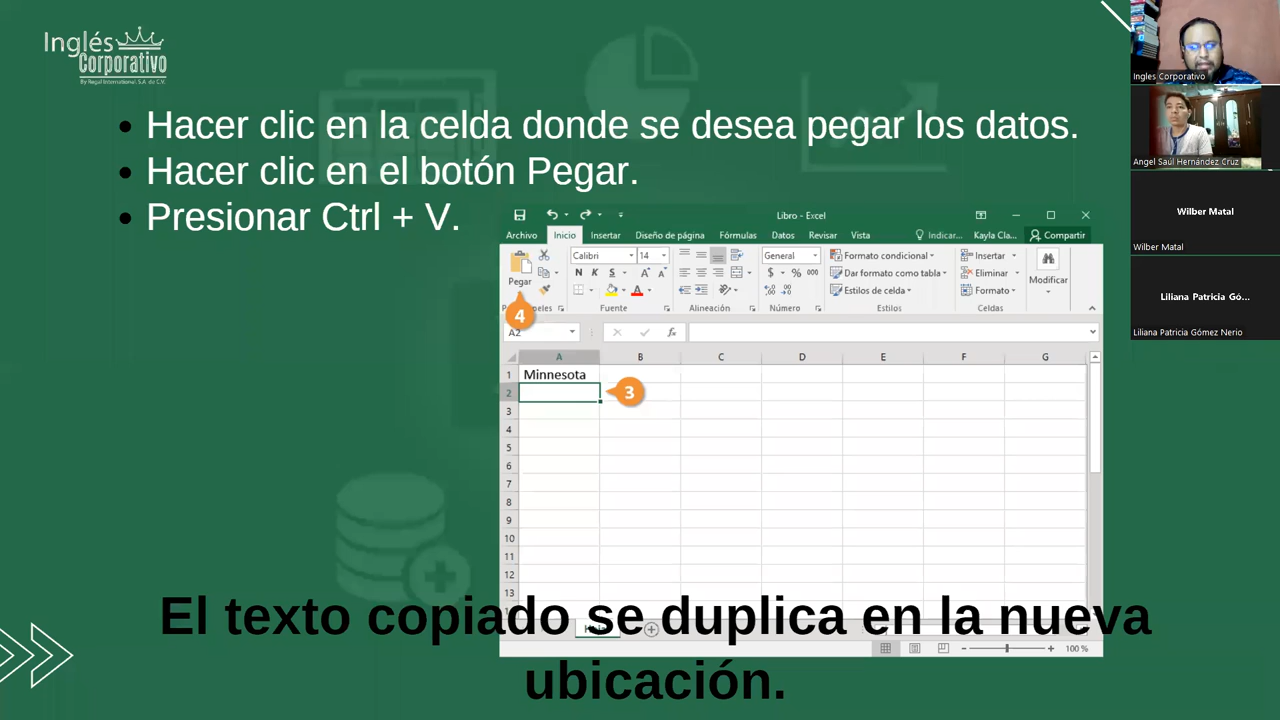 Inglés
Corporativo
By Regal International, S.A. de C.V.
Hacer clic en la celda donde se desea pegar los datos.
Hacer clic en el botón Pegar.
Presionar Ctrl + V.
Libro - Excel
Archivo Inicio Insertar Diseño de página Fórmulas Datos Revisar Vista Indicar... Kayla Cla... Compartir
Calibri 14 General Formato condicional Insertar
Pegar N K S A A $ % 000 Dar formato como tabla Eliminar Modificar
A Estilos de celda Formato
Fuente Alineación Número Estilos Celdas
4
A2 fx
A B C D E F G
1 Minnesota
2 3
3
4
5
6
7
8
9
10
11
12
13
100 %
El texto copiado se duplica en la nueva
ubicación.
Ingles Corporativo
Angel Saúl Hernández Cruz
Wilber Matal
Wilber Matal
Liliana Patricia Gó...
Liliana Patricia Gómez Nerio